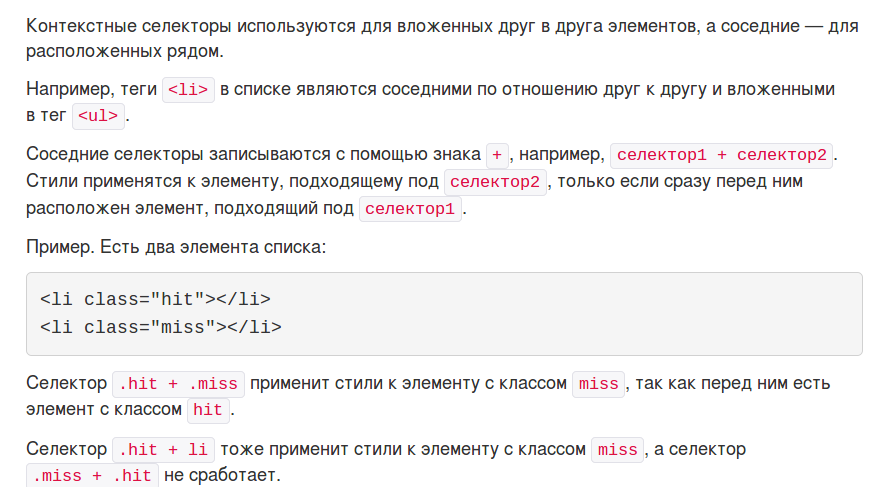 Контекстные селекторы используются для вложенных друг в друга элементов, а соседние — для
расположенных рядом.
Например, теги <li> в списке являются соседними по отношению друг к другу и вложенными
в тег <ul>.
Соседние селекторы записываются с помощью знака +, например, селектор1 + селектор2.
Стили применятся к элементу, подходящему под селектор2, только если сразу перед ним
расположен элемент, подходящий под селектор1.
Пример. Есть два элемента списка:
<li class="hit"></li>
<li class="miss"></li>
Селектор .hit + .miss применит стили к элементу с классом miss, так как перед ним есть
элемент с классом hit.
Селектор .hit + li тоже применит стили к элементу с классом miss, а селектор
.miss + .hit не сработает.